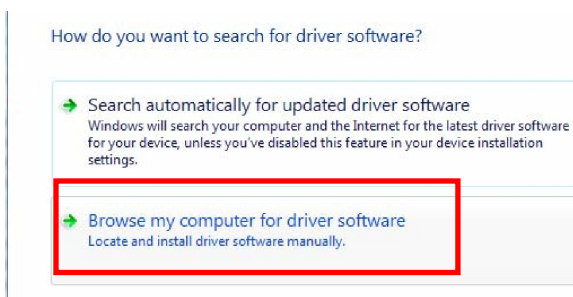 How do you want to search for driver software?
Search automatically for updated driver software
Windows will search your computer and the Internet for the latest driver software
for your device, unless you've disabled this feature in your device installation
settings.
Browse my computer for driver software
Locate and install driver software manually.